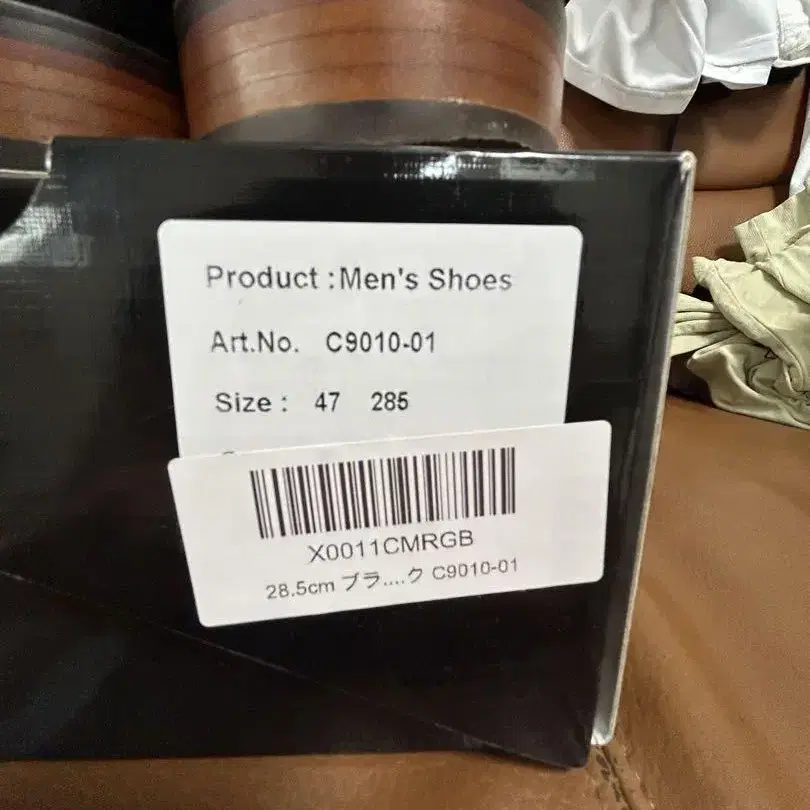 Product :Men's Shoes
Art.No. C9010-01
Size : 47 285
X0011CMRGB
28.5cm ブラ....ク C9010-01